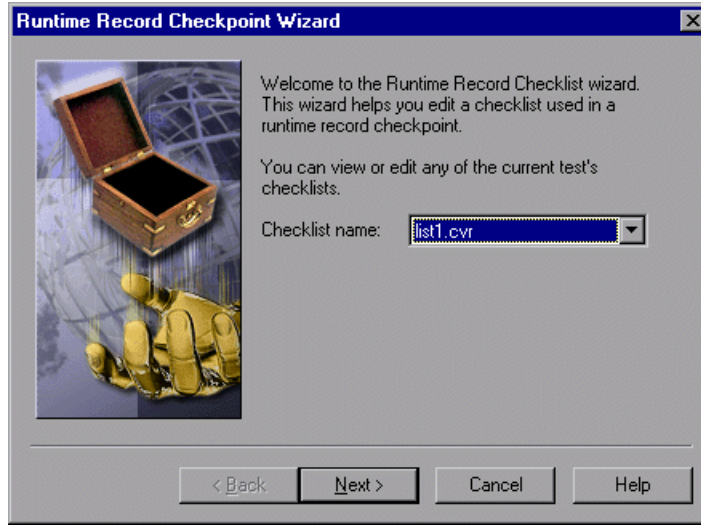 Runtime Record Checkpoint Wizard
Welcome to the Runtime Record Checklist wizard.
This wizard helps you edit a checklist used in a
runtime record checkpoint.
You can view or edit any of the current test's
checklists.
Checklist name: list1.cvr
< Back Next > Cancel Help